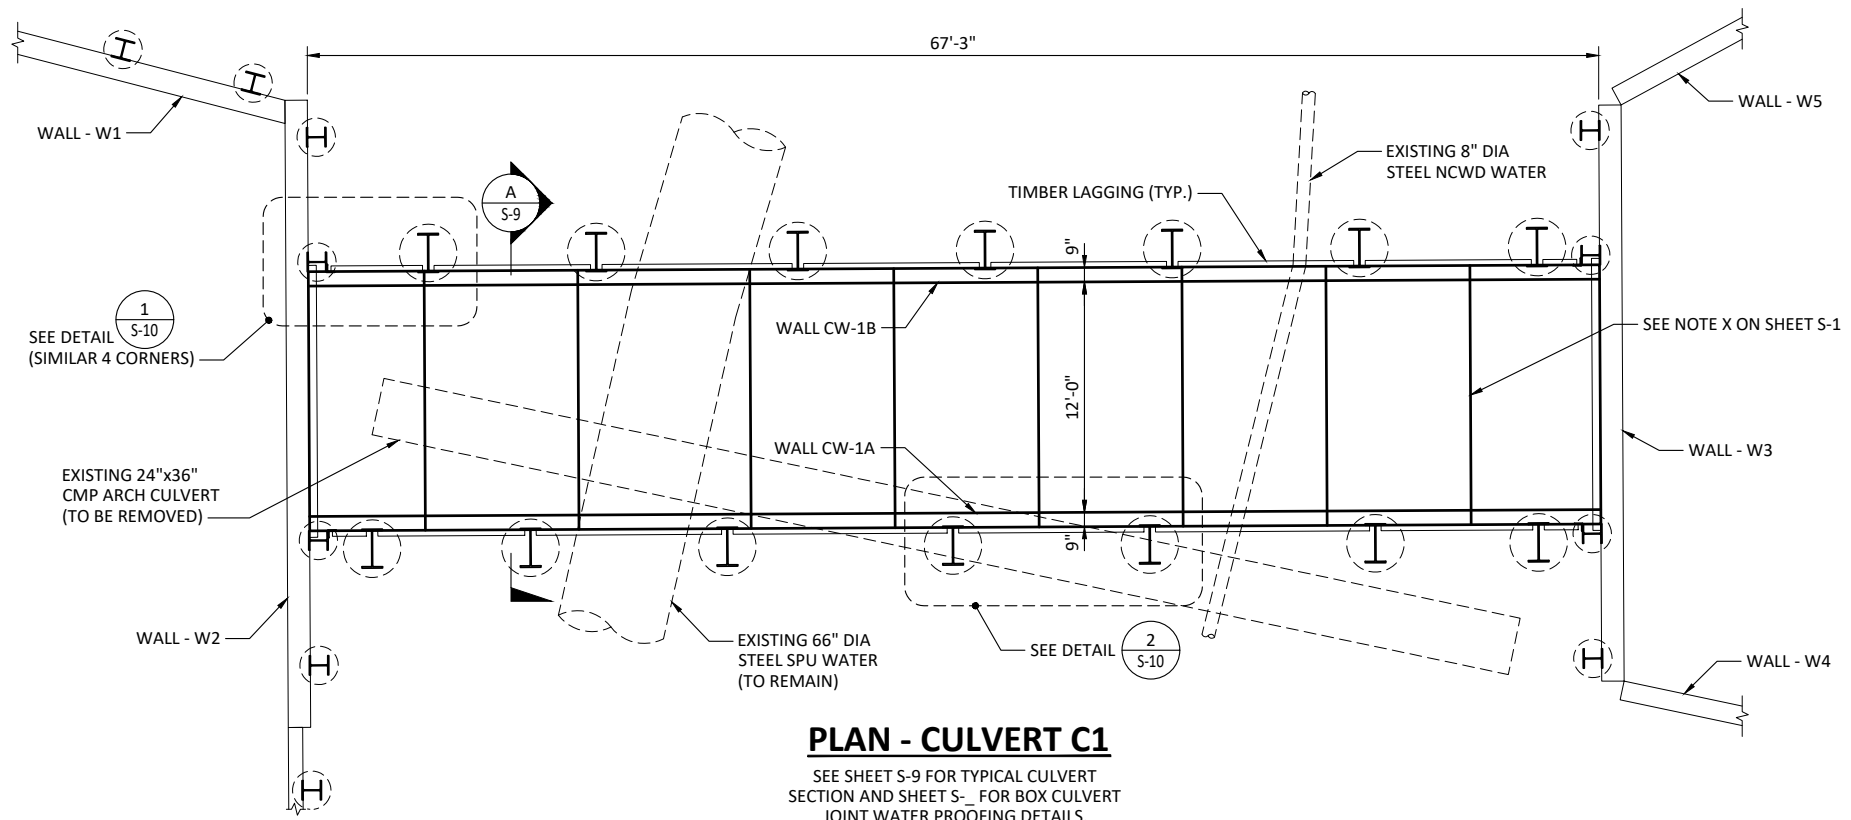 67'-3"
WALL - W1
WALL - W5
EXISTING 8" DIA
STEEL NCWD WATER
A
S-9
TIMBER LAGGING (TYP.)
9"
1
S-10
SEE DETAIL
(SIMILAR 4 CORNERS)
WALL CW-1B
SEE NOTE X ON SHEET S-1
12'-0"
WALL CW-1A
WALL - W3
EXISTING 24"x36"
CMP ARCH CULVERT
(TO BE REMOVED)
9"
WALL - W2
EXISTING 66" DIA
STEEL SPU WATER
(TO REMAIN)
SEE DETAIL
2
S-10
WALL - W4
PLAN - CULVERT C1
SEE SHEET S-9 FOR TYPICAL CULVERT
SECTION AND SHEET S-_ FOR BOX CULVERT
JOINT WATER PROOFING DETAILS